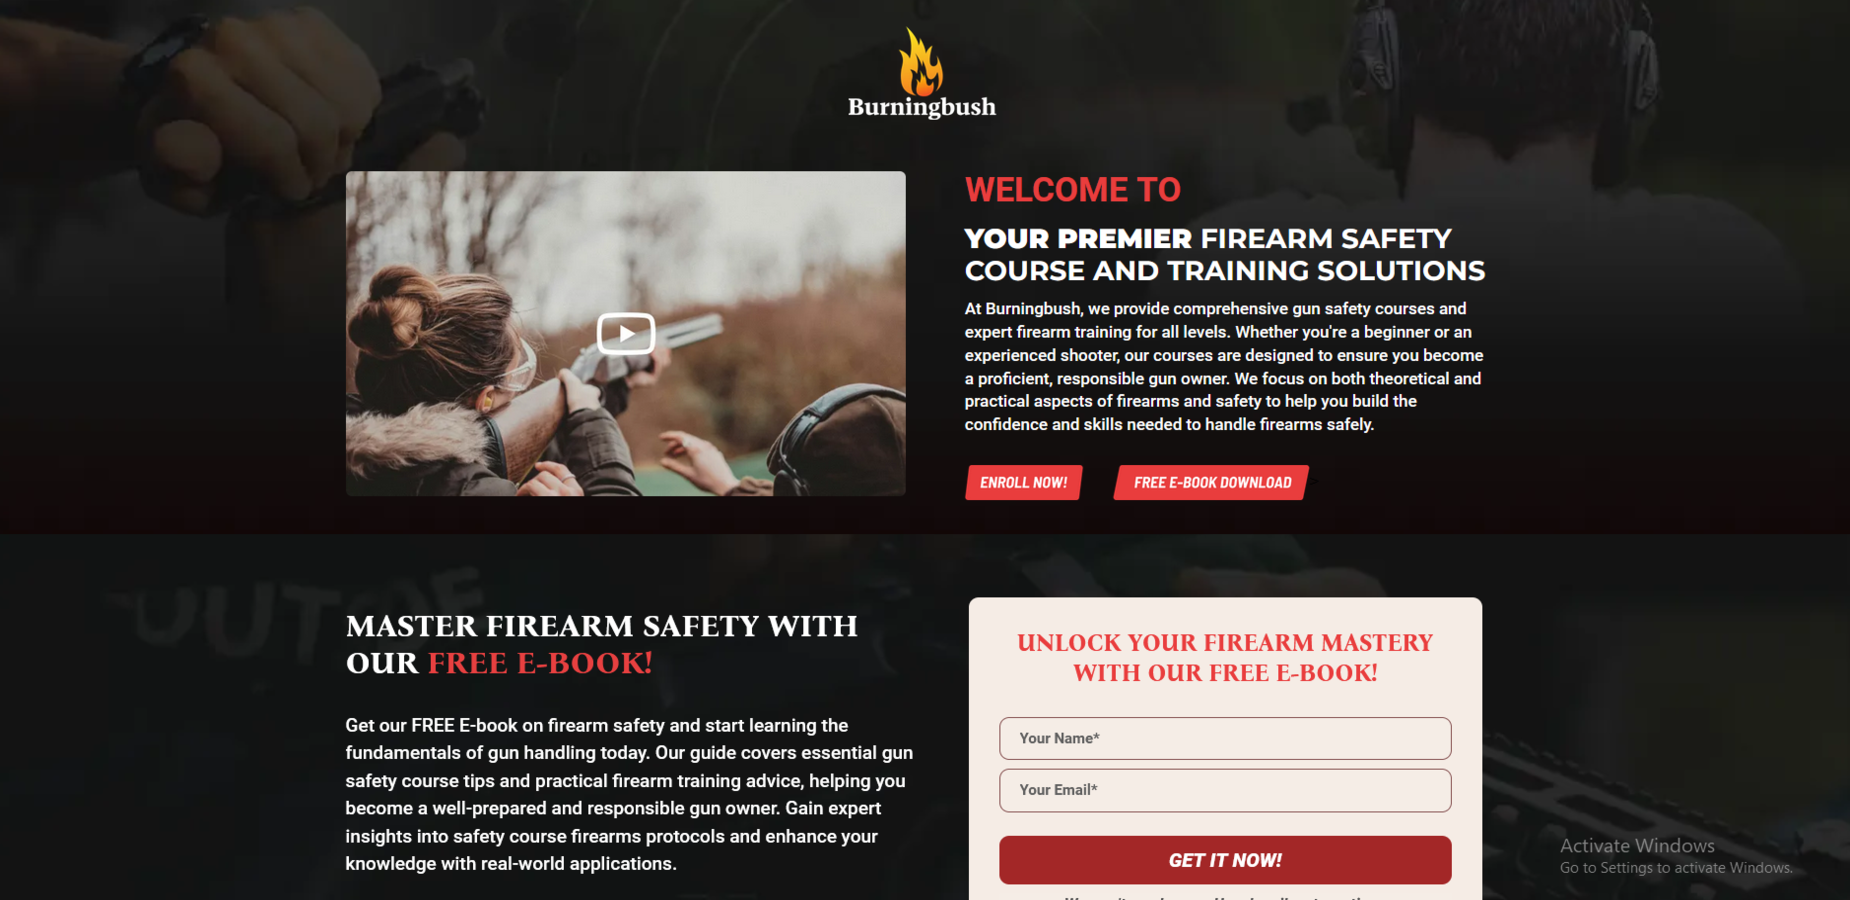 Burningbush
WELCOME TO
YOUR PREMIER FIREARM SAFETY
COURSE AND TRAINING SOLUTIONS
At Burningbush, we provide comprehensive gun safety courses and
expert firearm training for all levels. Whether you're a beginner or an
experienced shooter, our courses are designed to ensure you become
a proficient, responsible gun owner. We focus on both theoretical and
practical aspects of firearms and safety to help you build the
confidence and skills needed to handle firearms safely.
ENROLL NOW!
FREE E-BOOK DOWNLOAD
OUT OF
MASTER FIREARM SAFETY WITH
OUR FREE E-BOOK!
Get our FREE E-book on firearm safety and start learning the
fundamentals of gun handling today. Our guide covers essential gun
safety course tips and practical firearm training advice, helping you
become a well-prepared and responsible gun owner. Gain expert
insights into safety course firearms protocols and enhance your
knowledge with real-world applications.
UNLOCK YOUR FIREARM MASTERY
WITH OUR FREE E-BOOK!
Your Name*
Your Email*
GET IT NOW!
Activate Windows
Go to Settings to activate Windows.